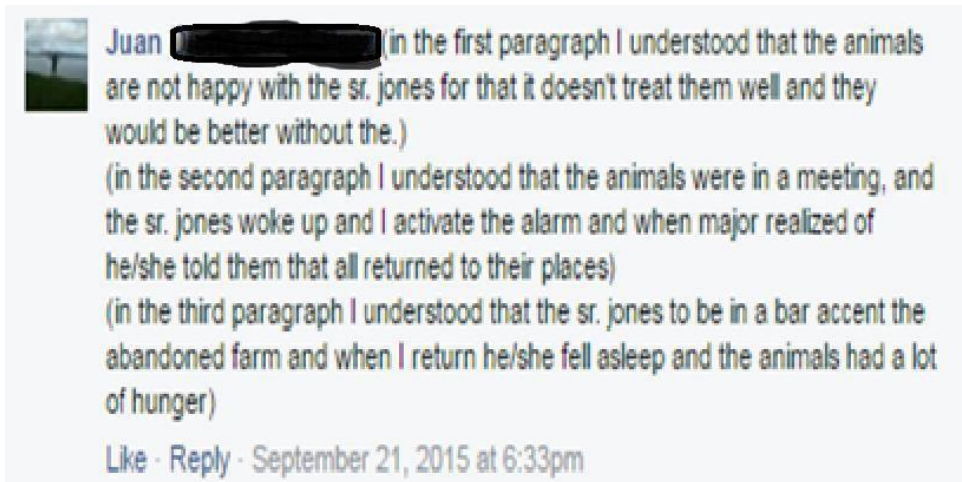 Juan (in the first paragraph I understood that the animals
are not happy with the sr. jones for that it doesn't treat them well and they
would be better without the.)
(in the second paragraph I understood that the animals were in a meeting, and
the sr. jones woke up and I activate the alarm and when major realized of
he/she told them that all returned to their places)
(in the third paragraph I understood that the sr. jones to be in a bar accent the
abandoned farm and when I return he/she fell asleep and the animals had a lot
of hunger)
Like · Reply · September 21, 2015 at 6:33pm